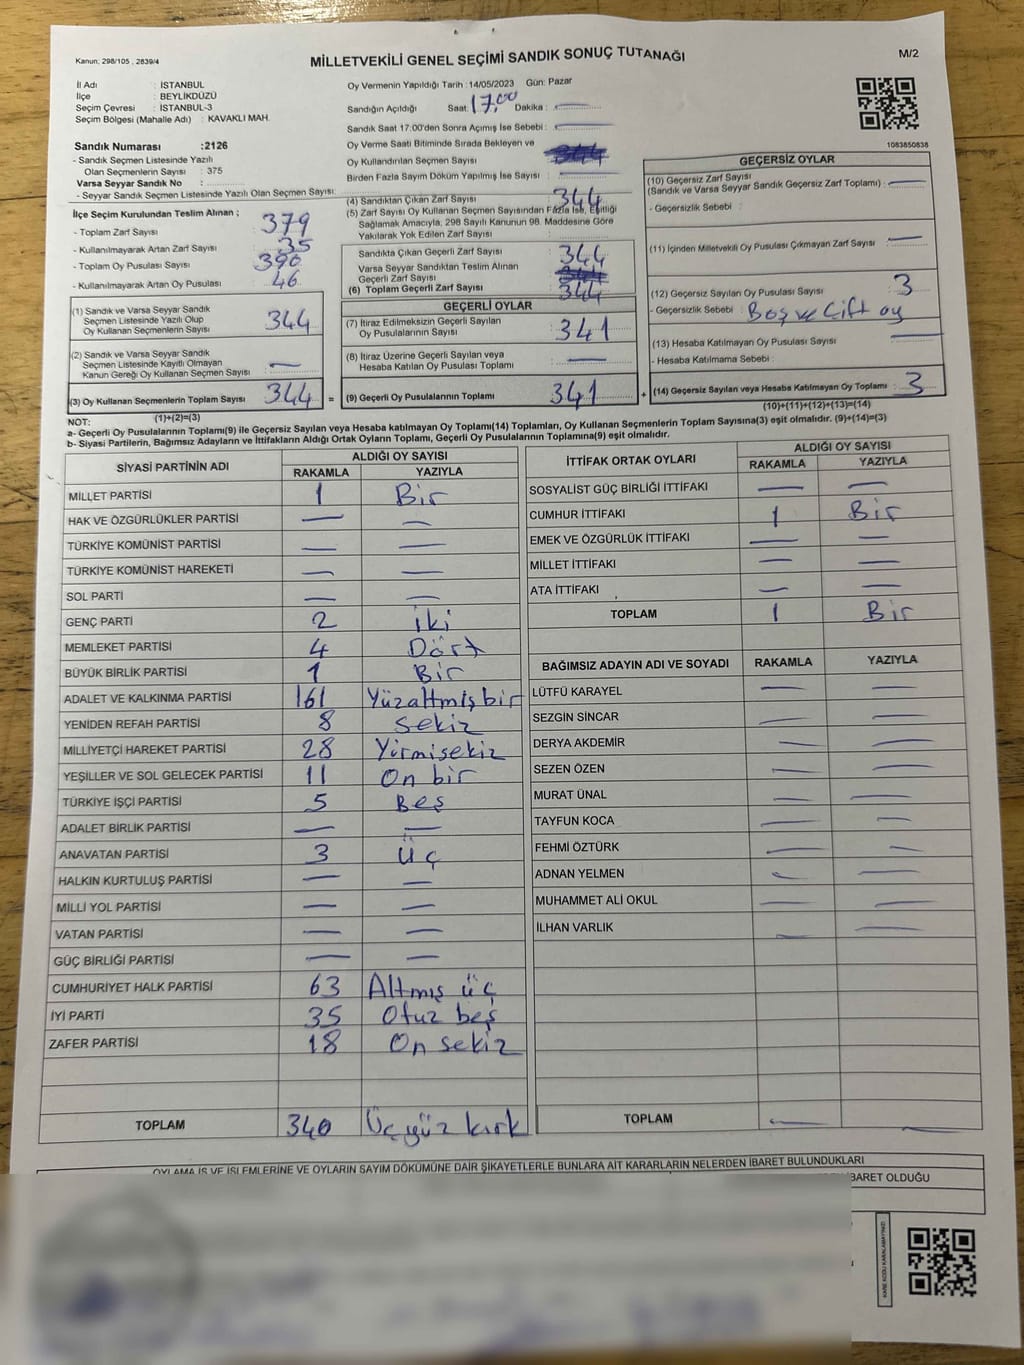 Kanun; 298/105 , 2839/4
MİLLETVEKİLİ GENEL SEÇİMİ SANDIK SONUÇ TUTANAĞI
M/2
İl Adı : İSTANBUL
İlçe : BEYLİKDÜZÜ
Seçim Çevresi : İSTANBUL-3
Seçim Bölgesi (Mahalle Adı) : KAVAKLI MAH.
Oy Vermenin Yapıldığı Tarih : 14/05/2023 Gün: Pazar
Sandığın Açıldığı Saat: 17,00 Dakika : —
Sandık Saat 17:00'den Sonra Açımış İse Sebebi : —
Oy Verme Saati Bitiminde Sırada Bekleyen ve
Oy Kullandırılan Seçmen Sayısı
Birden Fazla Sayım Döküm Yapılmış İse Sayısı : —
1083850838
Sandık Numarası :2126
- Sandık Seçmen Listesinde Yazılı
Olan Seçmenlerin Sayısı : 375
Varsa Seyyar Sandık No :
- Seyyar Sandık Seçmen Listesinde Yazılı Olan Seçmen Sayısı:
İlçe Seçim Kurulundan Teslim Alınan ;
- Toplam Zarf Sayısı : 379
- Kullanılmayarak Artan Zarf Sayısı : 35
- Toplam Oy Pusulası Sayısı : 390
- Kullanılmayarak Artan Oy Pusulası : 46
(1) Sandık ve Varsa Seyyar Sandık
Seçmen Listesinde Yazılı Olup
Oy Kullanan Seçmenlerin Sayısı : 344
(2) Sandık ve Varsa Seyyar Sandık
Seçmen Listesinde Kayıtlı Olmayan
Kanun Gereği Oy Kullanan Seçmen Sayısı : —
(3) Oy Kullanan Seçmenlerin Toplam Sayısı : 344 =
(4) Sandıktan Çıkan Zarf Sayısı : 344
(5) Zarf Sayısı Oy Kullanan Seçmen Sayısından Fazla İse, Eşitliği
Sağlamak Amacıyla, 298 Sayılı Kanunun 98. Maddesine Göre
Yakılarak Yok Edilen Zarf Sayısı :
Sandıkta Çıkan Geçerli Zarf Sayısı : 344
Varsa Seyyar Sandıktan Teslim Alınan
Geçerli Zarf Sayısı
(6) Toplam Geçerli Zarf Sayısı : 344
GEÇERLİ OYLAR
(7) İtiraz Edilmeksizin Geçerli Sayılan
Oy Pusulalarının Sayısı : 341
(8) İtiraz Üzerine Geçerli Sayılan veya
Hesaba Katılan Oy Pusulası Toplamı : —
(9) Geçerli Oy Pusulalarının Toplamı : 341 +
GEÇERSİZ OYLAR
(10) Geçersiz Zarf Sayısı
(Sandık ve Varsa Seyyar Sandık Geçersiz Zarf Toplamı) : —
- Geçersizlik Sebebi :
(11) İçinden Milletvekili Oy Pusulası Çıkmayan Zarf Sayısı : —
(12) Geçersiz Sayılan Oy Pusulası Sayısı : 3
- Geçersizlik Sebebi : Boş ve Çift oy
(13) Hesaba Katılmayan Oy Pusulası Sayısı : —
- Hesaba Katılmama Sebebi :
(14) Geçersiz Sayılan veya Hesaba Katılmayan Oy Toplamı : 3
(1)+(2)=(3)
(10)+(11)+(12)+(13)=(14)
NOT:
a- Geçerli Oy Pusulalarının Toplamı(9) ile Geçersiz Sayılan veya Hesaba katılmayan Oy Toplamı(14) Toplamları, Oy Kullanan Seçmenlerin Toplam Sayısına(3) eşit olmalıdır. (9)+(14)=(3)
b- Siyasi Partilerin, Bağımsız Adayların ve İttifakların Aldığı Ortak Oyların Toplamı, Geçerli Oy Pusulalarının Toplamına(9) eşit olmalıdır.
SİYASİ PARTİNİN ADI ALDIĞI OY SAYISI
RAKAMLA YAZIYLA
MİLLET PARTİSİ 1 Bir
HAK VE ÖZGÜRLÜKLER PARTİSİ — —
TÜRKİYE KOMÜNİST PARTİSİ — —
TÜRKİYE KOMÜNİST HAREKETİ — —
SOL PARTİ — —
GENÇ PARTİ 2 İki
MEMLEKET PARTİSİ 4 Dört
BÜYÜK BİRLİK PARTİSİ 1 Bir
ADALET VE KALKINMA PARTİSİ 161 Yüzaltmışbir
YENİDEN REFAH PARTİSİ 8 Sekiz
MİLLİYETÇİ HAREKET PARTİSİ 28 Yirmisekiz
YEŞİLLER VE SOL GELECEK PARTİSİ 11 On bir
TÜRKİYE İŞÇİ PARTİSİ 5 Beş
ADALET BİRLİK PARTİSİ — —
ANAVATAN PARTİSİ 3 Üç
HALKIN KURTULUŞ PARTİSİ — —
MİLLİ YOL PARTİSİ — —
VATAN PARTİSİ — —
GÜÇ BİRLİĞİ PARTİSİ — —
CUMHURİYET HALK PARTİSİ 63 Altmış üç
İYİ PARTİ 35 Otuz beş
ZAFER PARTİSİ 18 On sekiz
TOPLAM 340 Üçyüz kırk
İTTİFAK ORTAK OYLARI ALDIĞI OY SAYISI
RAKAMLA YAZIYLA
SOSYALİST GÜÇ BİRLİĞİ İTTİFAKI — —
CUMHUR İTTİFAKI 1 Bir
EMEK VE ÖZGÜRLÜK İTTİFAKI — —
MİLLET İTTİFAKI — —
ATA İTTİFAKI — —
TOPLAM 1 Bir
BAĞIMSIZ ADAYIN ADI VE SOYADI RAKAMLA YAZIYLA
LÜTFÜ KARAYEL — —
SEZGİN SİNCAR — —
DERYA AKDEMİR — —
SEZEN ÖZEN — —
MURAT ÜNAL — —
TAYFUN KOCA — —
FEHMİ ÖZTÜRK — —
ADNAN YELMEN — —
MUHAMMET ALİ OKUL — —
İLHAN VARLIK — —
TOPLAM — —
OYLAMA İŞ VE İŞLEMLERİNE VE OYLARIN SAYIM DÖKÜMÜNE DAİR ŞİKAYETLERLE BUNLARA AİT KARARLARIN NELERDEN İBARET BULUNDUKLARI
İBARET OLDUĞU
KARE KODU KARALAMAYINIZ!